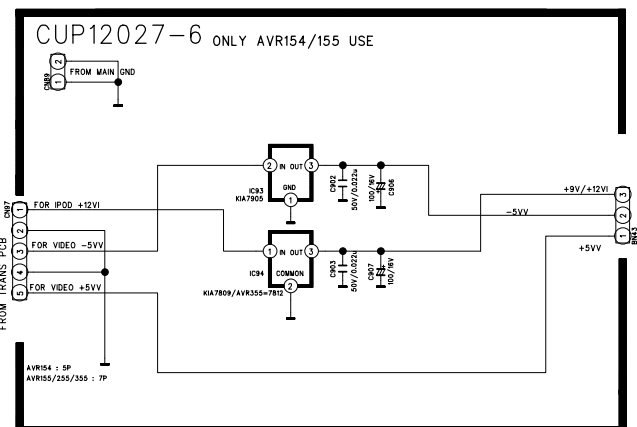 CUP12027-6 ONLY AVR154/155 USE
CN89
2
1
FROM MAIN GND
2 IN OUT 3
GND
1
IC93
KIA7905
C902
50V/0.022u
100/16V
C906
1 IN OUT 3
COMMON
2
IC94
KIA7809/AVR355=7812
C903
50V/0.022u
C907
100/16V
CN97
FROM TRANS PCB
1 FOR IPOD +12VI
2
3 FOR VIDEO -5VV
4
5 FOR VIDEO +5VV
+9V/+12VI 3
-5VV 2
+5VV 1
BN43
AVR154 : 5P
AVR155/255/355 : 7P